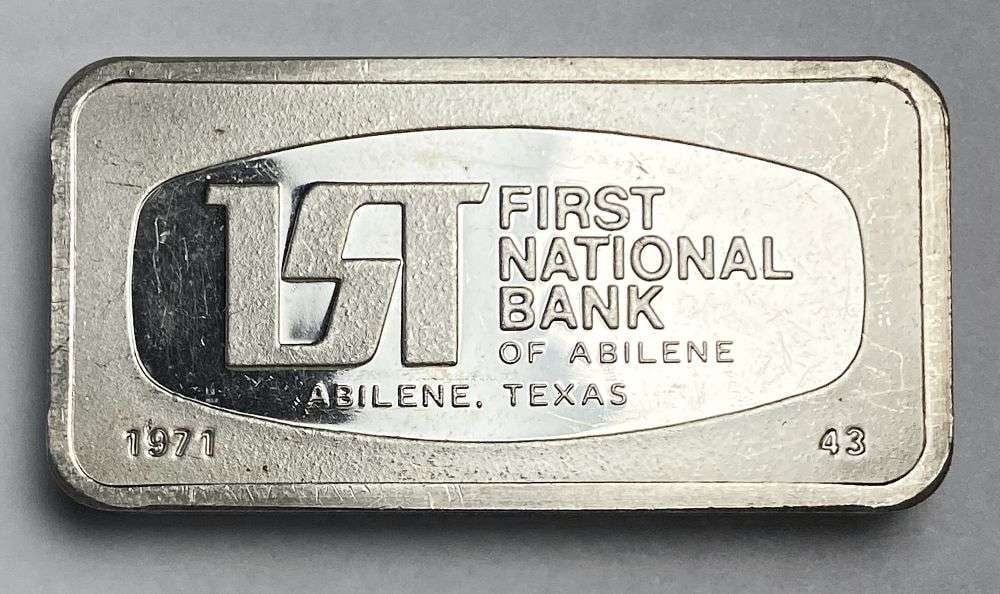 1ST
FIRST
NATIONAL
BANK
OF ABILENE
ABILENE, TEXAS
1971
43